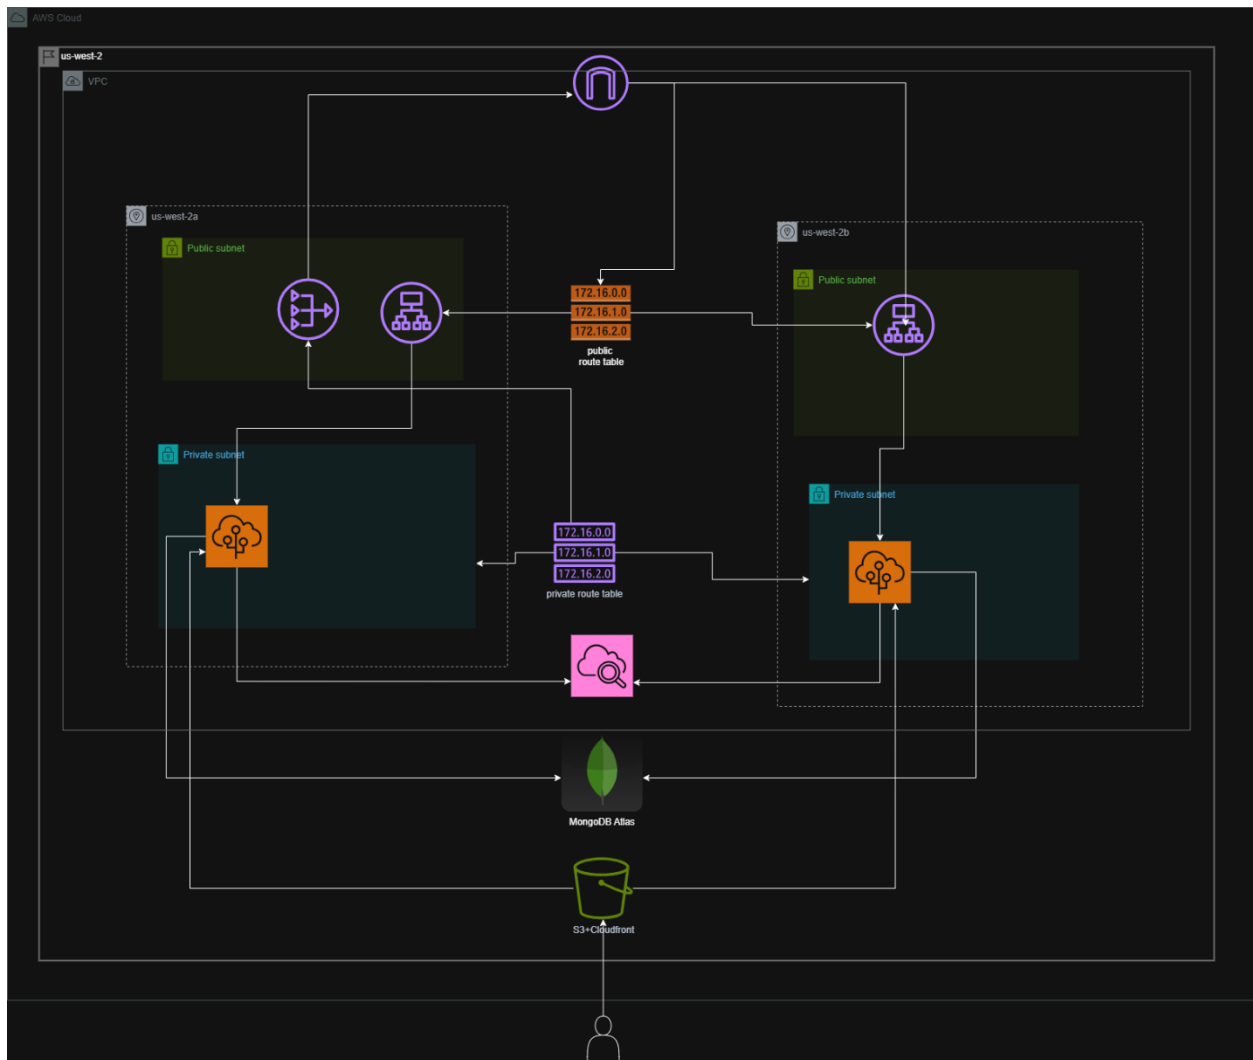 AWS Cloud
us-west-2
VPC
us-west-2a
Public subnet
us-west-2b
Public subnet
172.16.0.0
172.16.1.0
172.16.2.0
public
route table
Private subnet
Private subnet
172.16.0.0
172.16.1.0
172.16.2.0
private route table
MongoDB Atlas
S3+Cloudfront